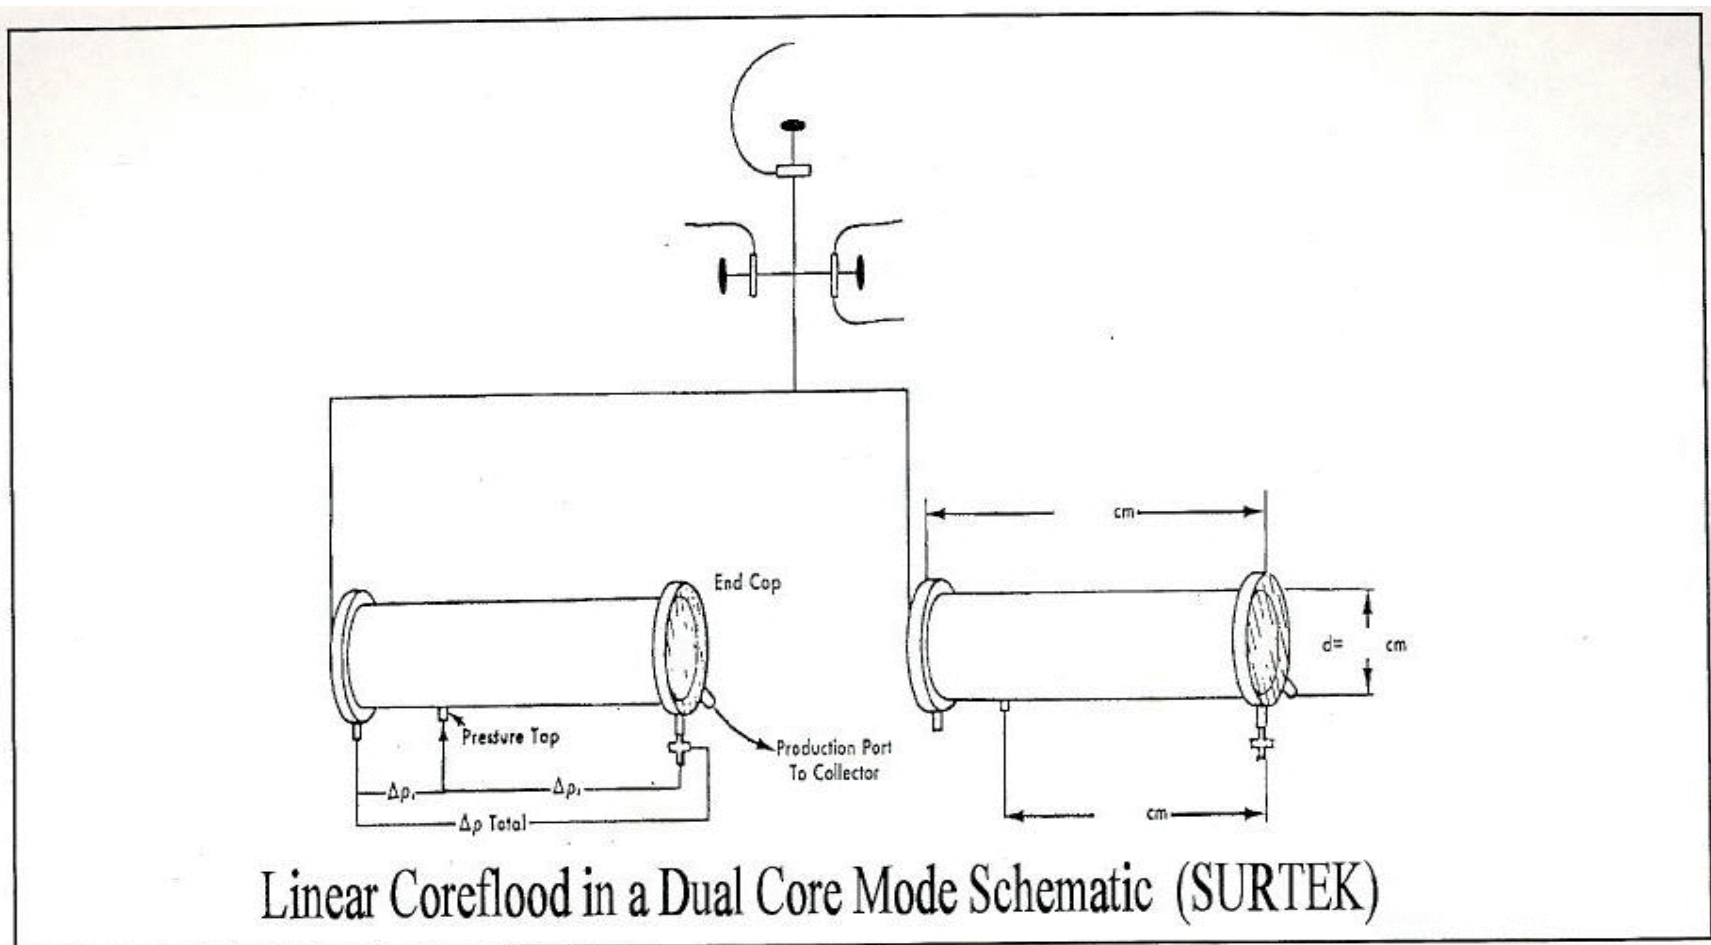 cm
End Cap
d= cm
Pressure Tap
Production Port
To Collector
Δp₁
Δp₂
Δp Total
cm
Linear Coreflood in a Dual Core Mode Schematic (SURTEK)